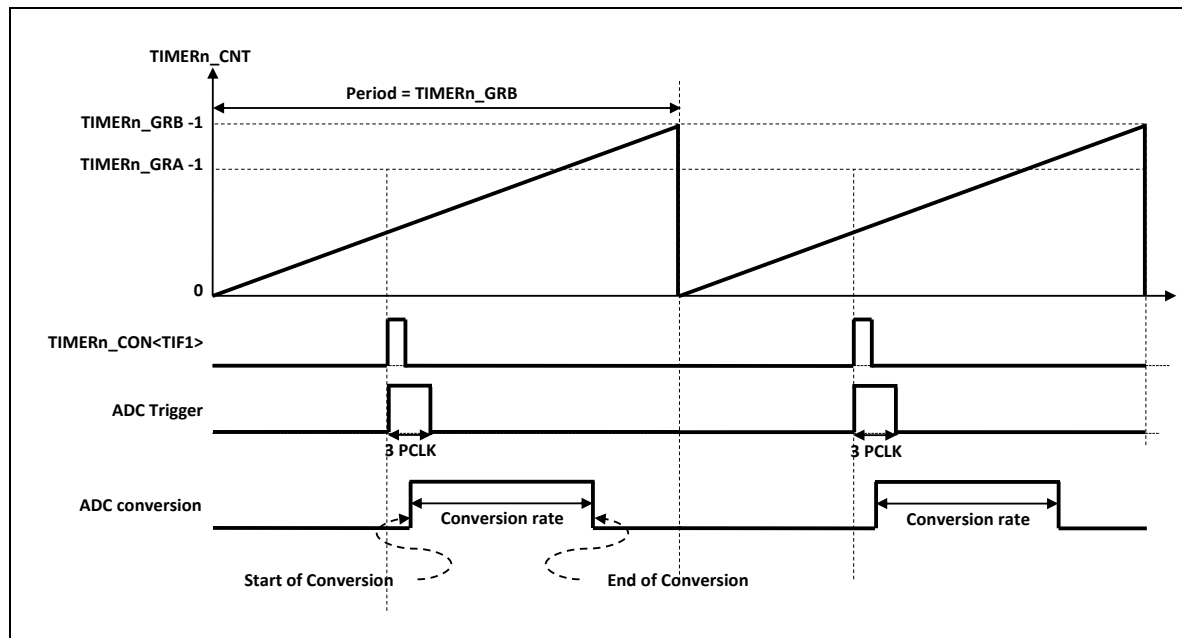 TIMERn_CNT
Period = TIMERn_GRB
TIMERn_GRB -1
TIMERn_GRA -1
0
TIMERn_CON<TIF1>
ADC Trigger
3 PCLK
3 PCLK
ADC conversion
Conversion rate
Conversion rate
Start of Conversion
End of Conversion